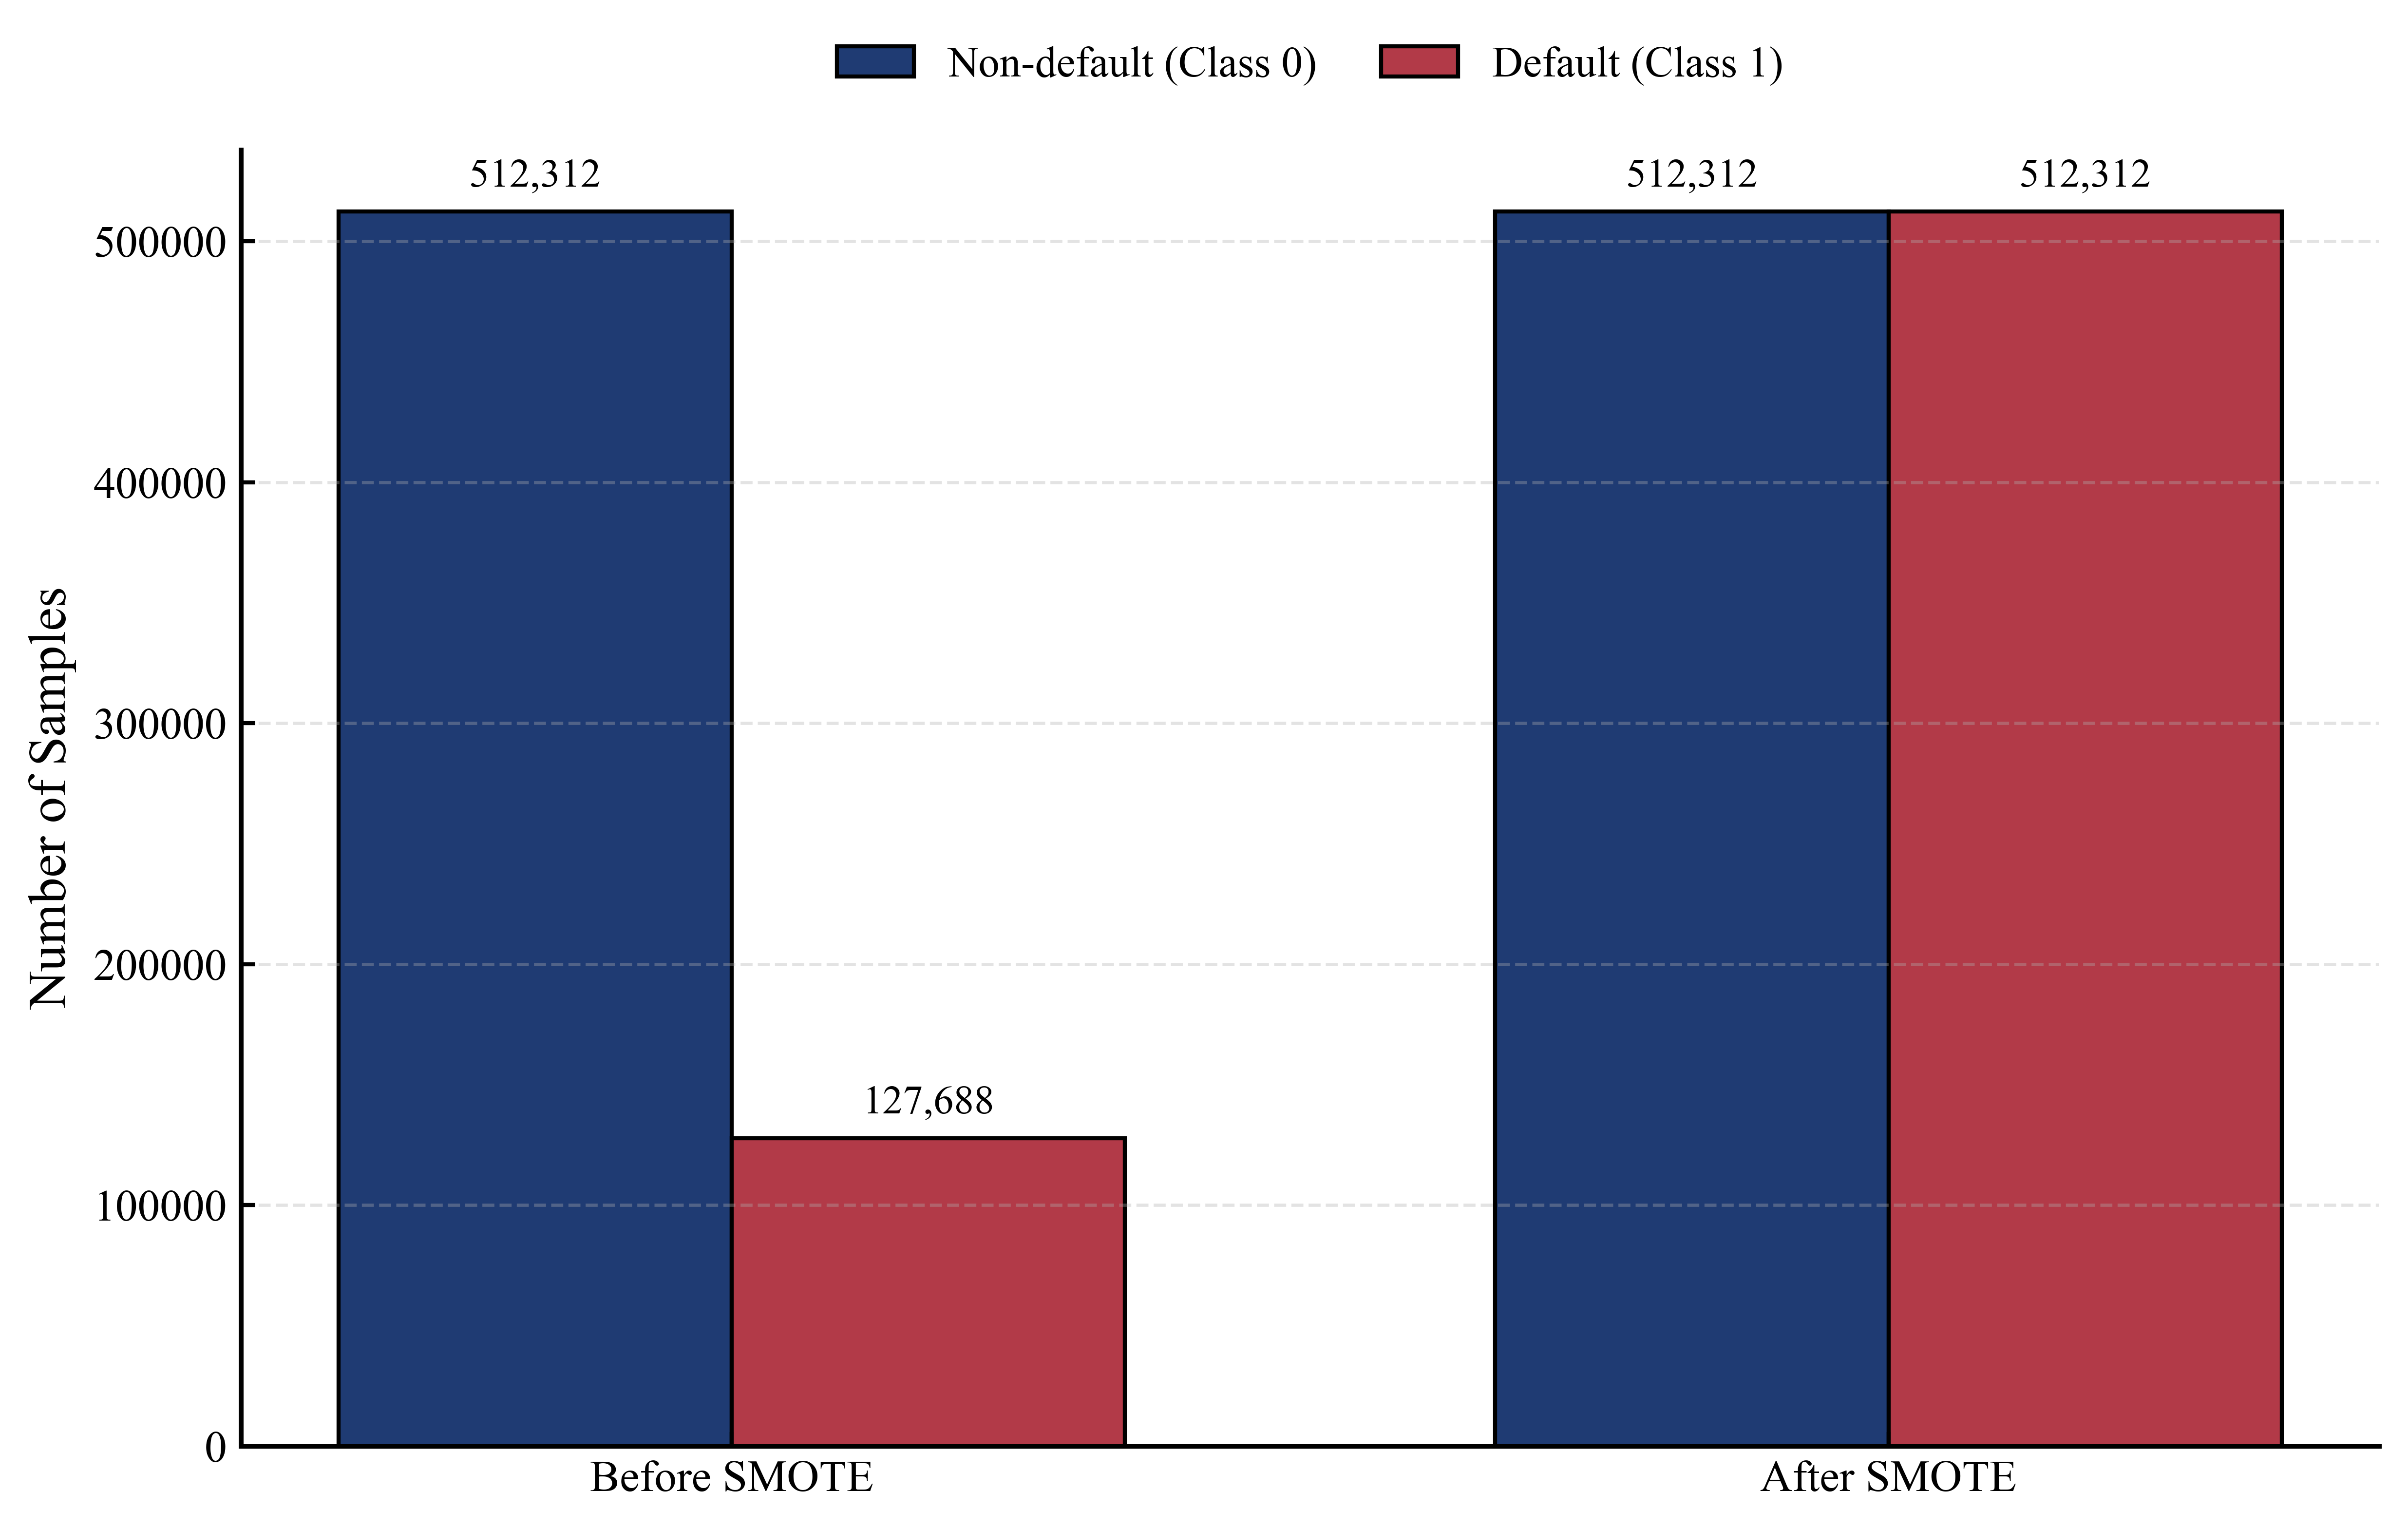 Non-default (Class 0) Default (Class 1)
512,312 512,312 512,312
500000
400000
300000
200000
127,688
100000
0
Number of Samples
Before SMOTE After SMOTE